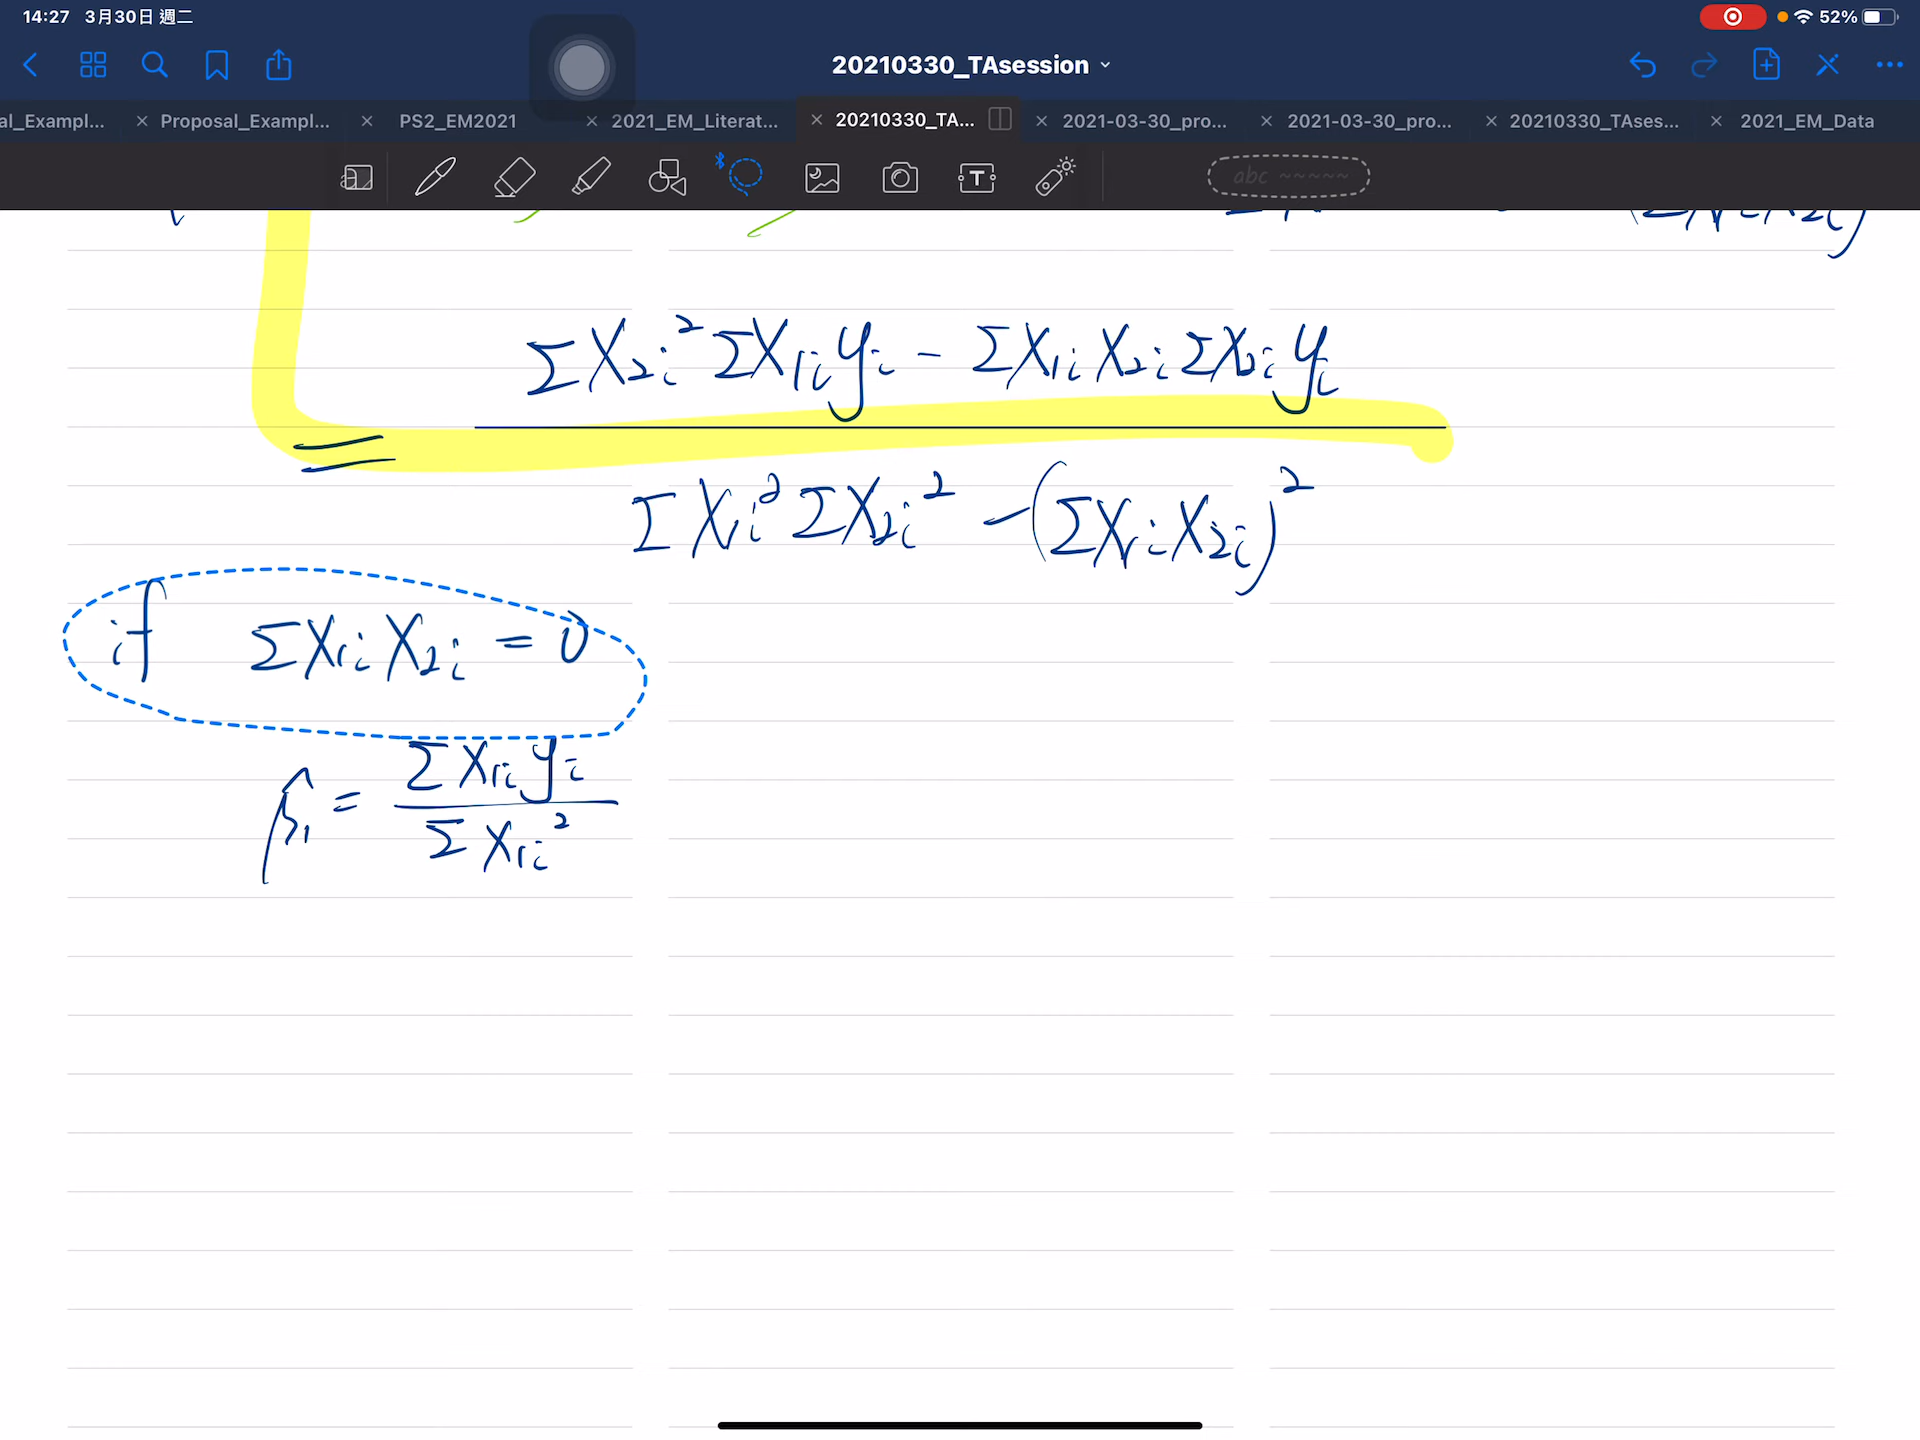 14:27 3月30日 週二
52%
20210330_TAsession
al_Exampl... Proposal_Exampl... PS2_EM2021 2021_EM_Literat... 20210330_TA... 2021-03-30_pro... 2021-03-30_pro... 20210330_TAses... 2021_EM_Data
abc ~~~~~
ΣX₂ᵢ² ΣX₁ᵢyᵢ - ΣX₁ᵢX₂ᵢ ΣX₂ᵢyᵢ
=
ΣX₁ᵢ² ΣX₂ᵢ² - (ΣX₁ᵢX₂ᵢ)²
if ΣX₁ᵢX₂ᵢ = 0
β̂₁ = ΣX₁ᵢyᵢ
ΣX₁ᵢ²